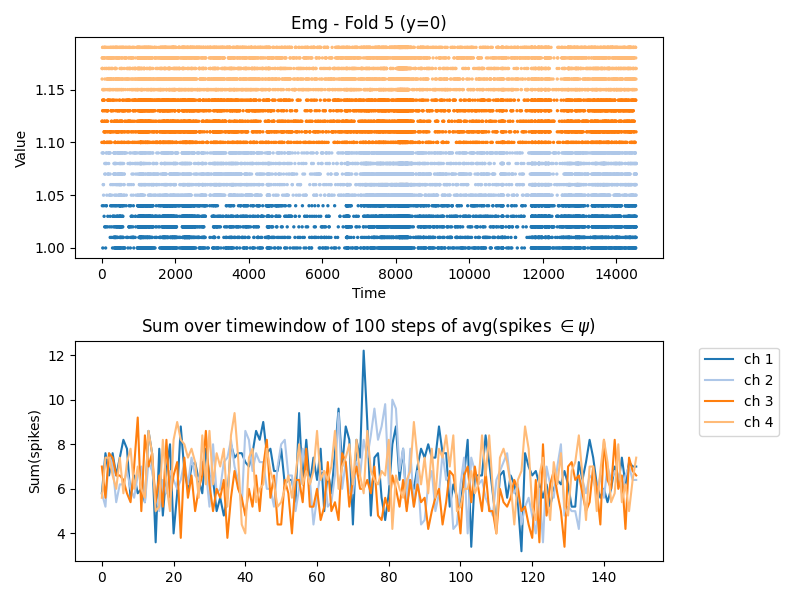 Emg - Fold 5 (y=0)
Value
1.15
1.10
1.05
1.00
0 2000 4000 6000 8000 10000 12000 14000
Time
Sum over timewindow of 100 steps of avg(spikes ∈ψ)
Sum(spikes)
12
10
8
6
4
0 20 40 60 80 100 120 140
ch 1
ch 2
ch 3
ch 4